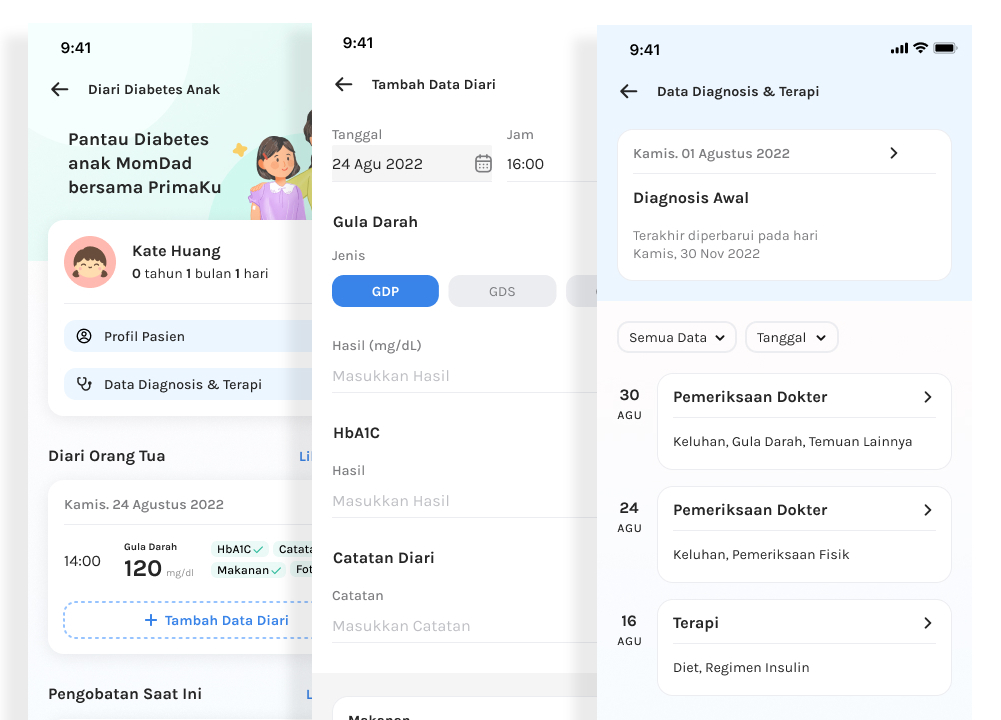 9:41
Diari Diabetes Anak
Pantau Diabetes
anak MomDad
bersama PrimaKu
Kate Huang
0 tahun 1 bulan 1 hari
Profil Pasien
Data Diagnosis & Terapi
Diari Orang Tua
Kamis. 24 Agustus 2022
14:00
Gula Darah
120 mg/dl
HbA1C
Makanan
+ Tambah Data Diari
Pengobatan Saat Ini
9:41
Tambah Data Diari
Tanggal Jam
24 Agu 2022 16:00
Gula Darah
Jenis
GDP GDS
Hasil (mg/dL)
Masukkan Hasil
HbA1C
Hasil
Masukkan Hasil
Catatan Diari
Catatan
Masukkan Catatan
Makanan
9:41
Data Diagnosis & Terapi
Kamis. 01 Agustus 2022
Diagnosis Awal
Terakhir diperbarui pada hari
Kamis, 30 Nov 2022
Semua Data Tanggal
30 AGU
Pemeriksaan Dokter
Keluhan, Gula Darah, Temuan Lainnya
24 AGU
Pemeriksaan Dokter
Keluhan, Pemeriksaan Fisik
16 AGU
Terapi
Diet, Regimen Insulin